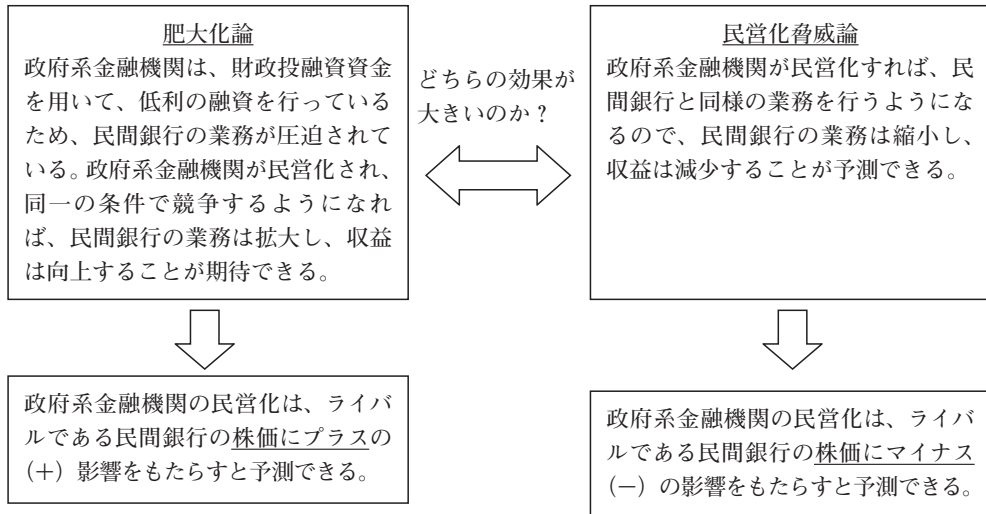 肥大化論
政府系金融機関は、財政投融資資金
を用いて、低利の融資を行っている
ため、民間銀行の業務が圧迫されて
いる。政府系金融機関が民営化され、
同一の条件で競争するようになれ
ば、民間銀行の業務は拡大し、収益
は向上することが期待できる。
どちらの効果が
大きいのか？
民営化脅威論
政府系金融機関が民営化すれば、民
間銀行と同様の業務を行うようにな
るので、民間銀行の業務は縮小し、
収益は減少することが予測できる。
政府系金融機関の民営化は、ライバ
ルである民間銀行の株価にプラスの
（＋）影響をもたらすと予測できる。
政府系金融機関の民営化は、ライバ
ルである民間銀行の株価にマイナス
（－）の影響をもたらすと予測できる。